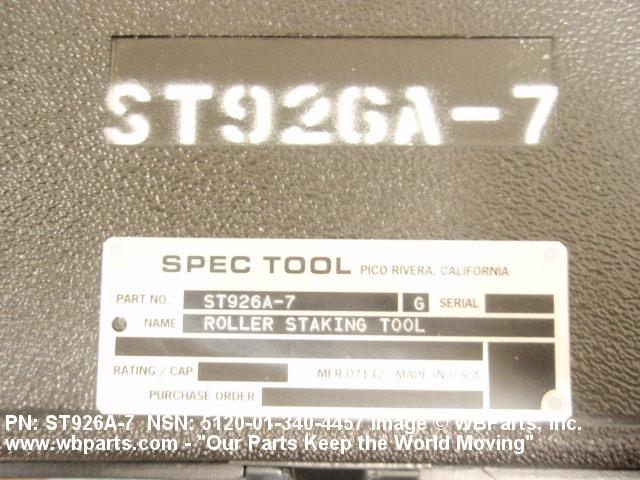 ST926A-7
SPEC TOOL PICO RIVERA, CALIFORNIA
PART NO. ST926A-7 G SERIAL
NAME ROLLER STAKING TOOL
RATING / CAP. MFR 07432 MADE IN U.S.A
PURCHASE ORDER
PN: ST926A-7 NSN: 5120-01-340-4457 Image © WBParts, Inc.
www.wbparts.com - "Our Parts Keep the World Moving"